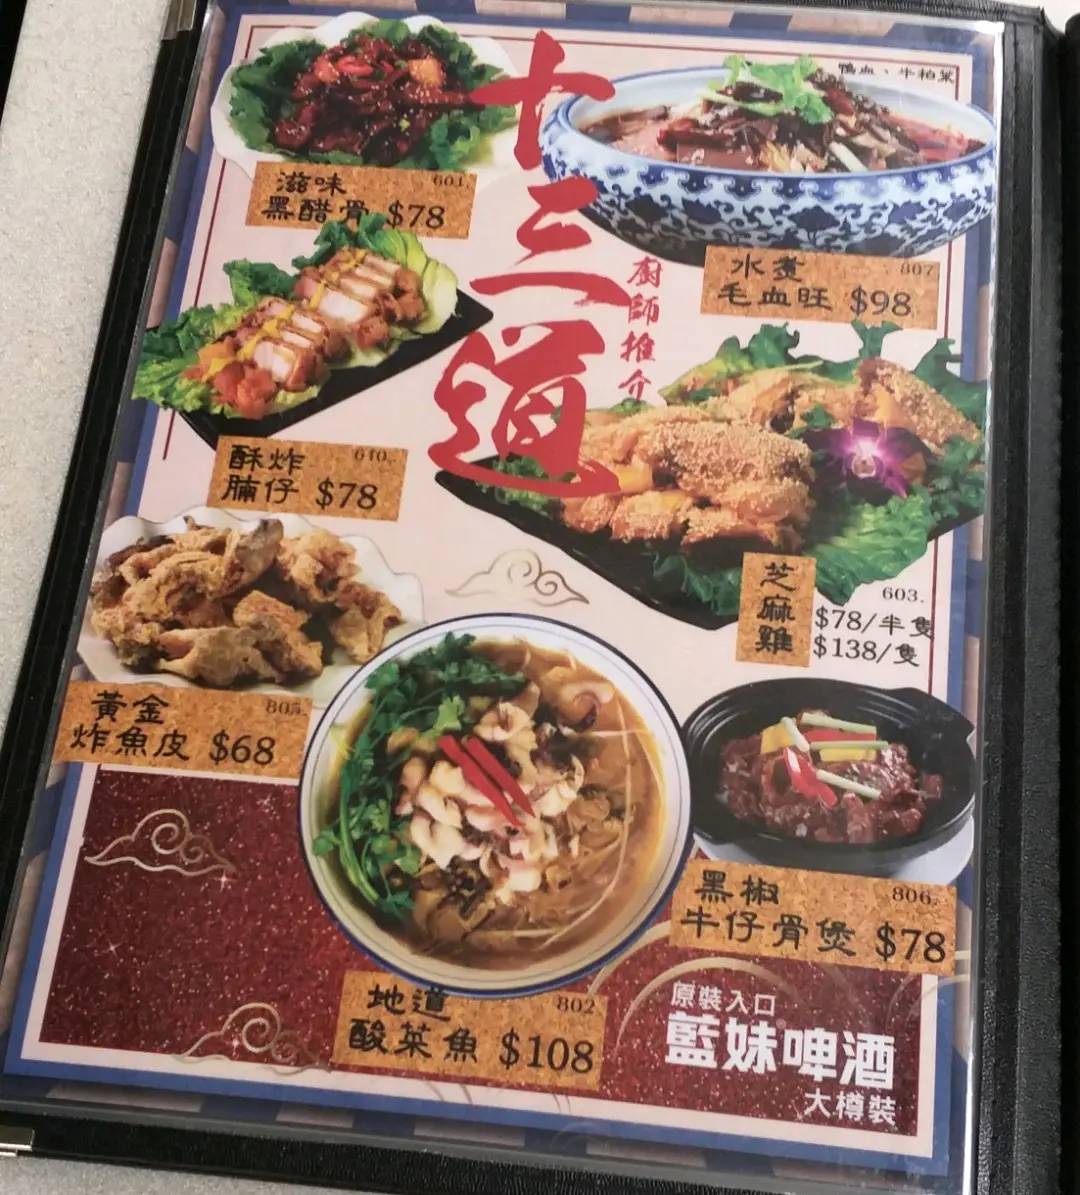 十三道
廚師推介
鴨血、牛柏葉
601.
滋味
黑醋骨 $78
807
水煮
毛血旺 $98
610.
酥炸
腩仔 $78
芝麻雞
603.
$78/半隻
$138/隻
805.
黃金
炸魚皮 $68
806.
黑椒
牛仔骨煲 $78
802
地道
酸菜魚 $108
原裝入口
藍妹啤酒
大樽裝